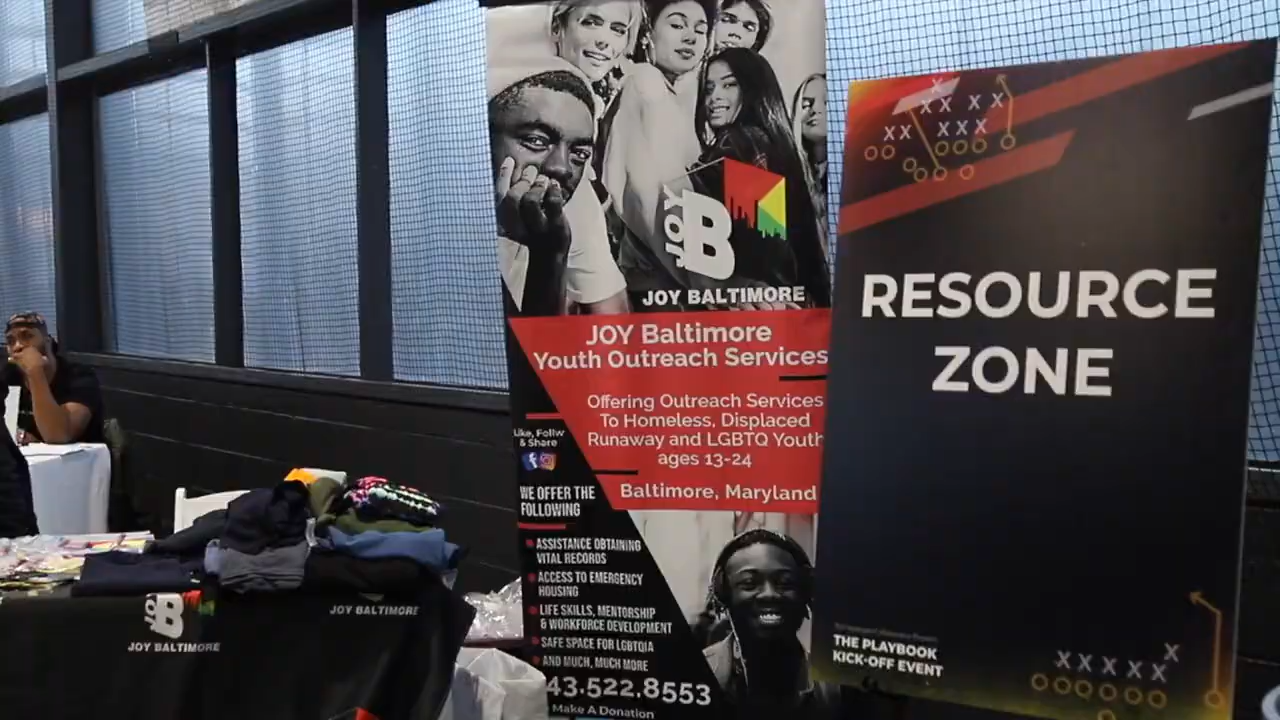 JOY
B
JOY BALTIMORE
JOY Baltimore
Youth Outreach Services
Offering Outreach Services
To Homeless, Displaced
Runaway and LGBTQ Youth
ages 13-24
Baltimore, Maryland
Like, Follw
& Share
WE OFFER THE
FOLLOWING
ASSISTANCE OBTAINING
VITAL RECORDS
ACCESS TO EMERGENCY
HOUSING
LIFE SKILLS, MENTORSHIP
& WORKFORCE DEVELOPMENT
SAFE SPACE FOR LGBTQIA
AND MUCH, MUCH MORE
43.522.8553
Make A Donation
X X X X X
X X X X X
RESOURCE
ZONE
THE PLAYBOOK
KICK-OFF EVENT
X
X X X X X
JOY
B
JOY BALTIMORE
JOY BALTIMORE